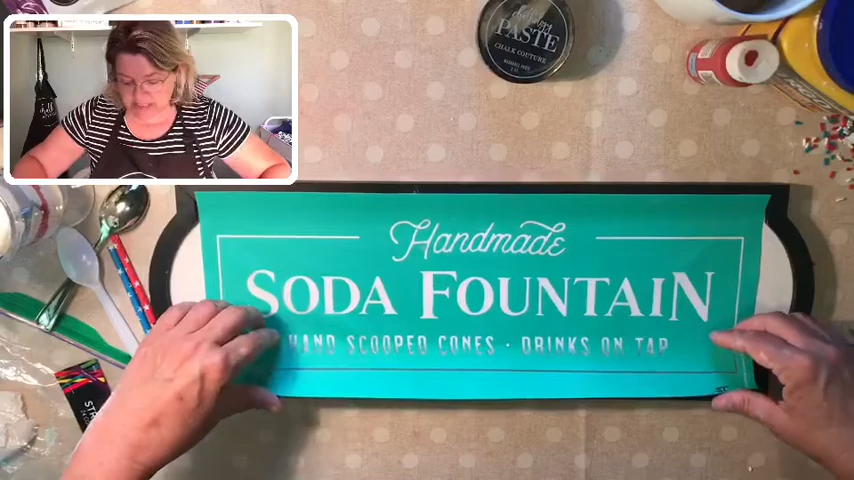 PASTE
CHALK COUTURE
Handmade
SODA FOUNTAIN
HAND SCOOPED CONES · DRINKS ON TAP